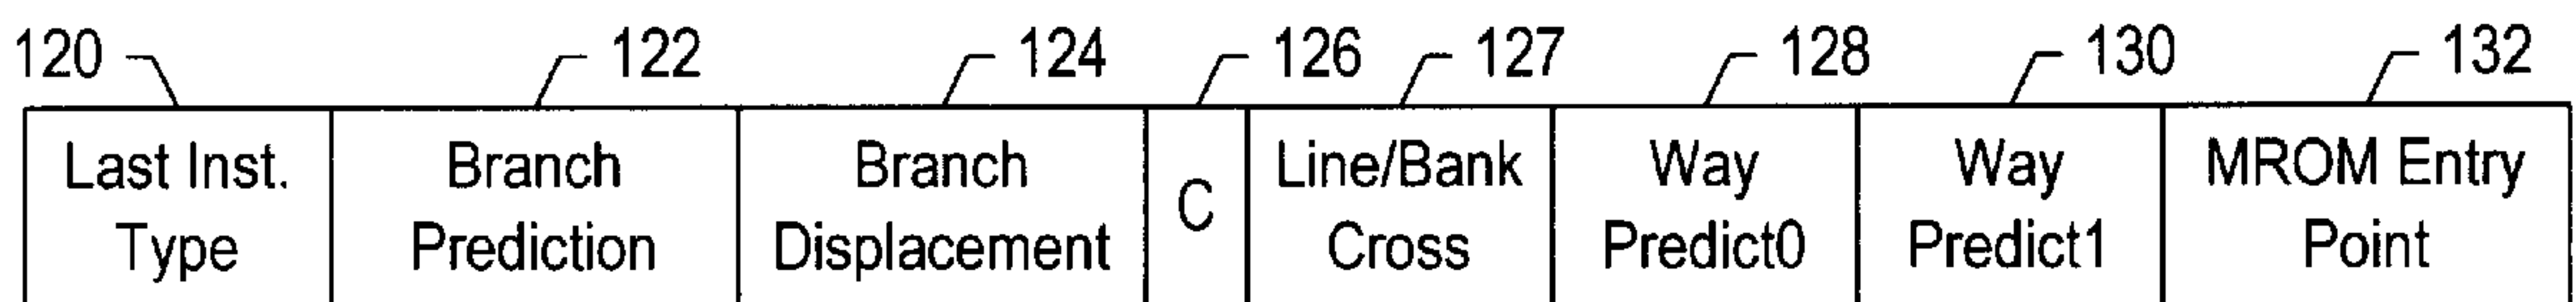 120 122 124 126 127 128 130 132
Last Inst. Branch Branch C Line/Bank Way Way MROM Entry
Type Prediction Displacement Cross Predict0 Predict1 Point